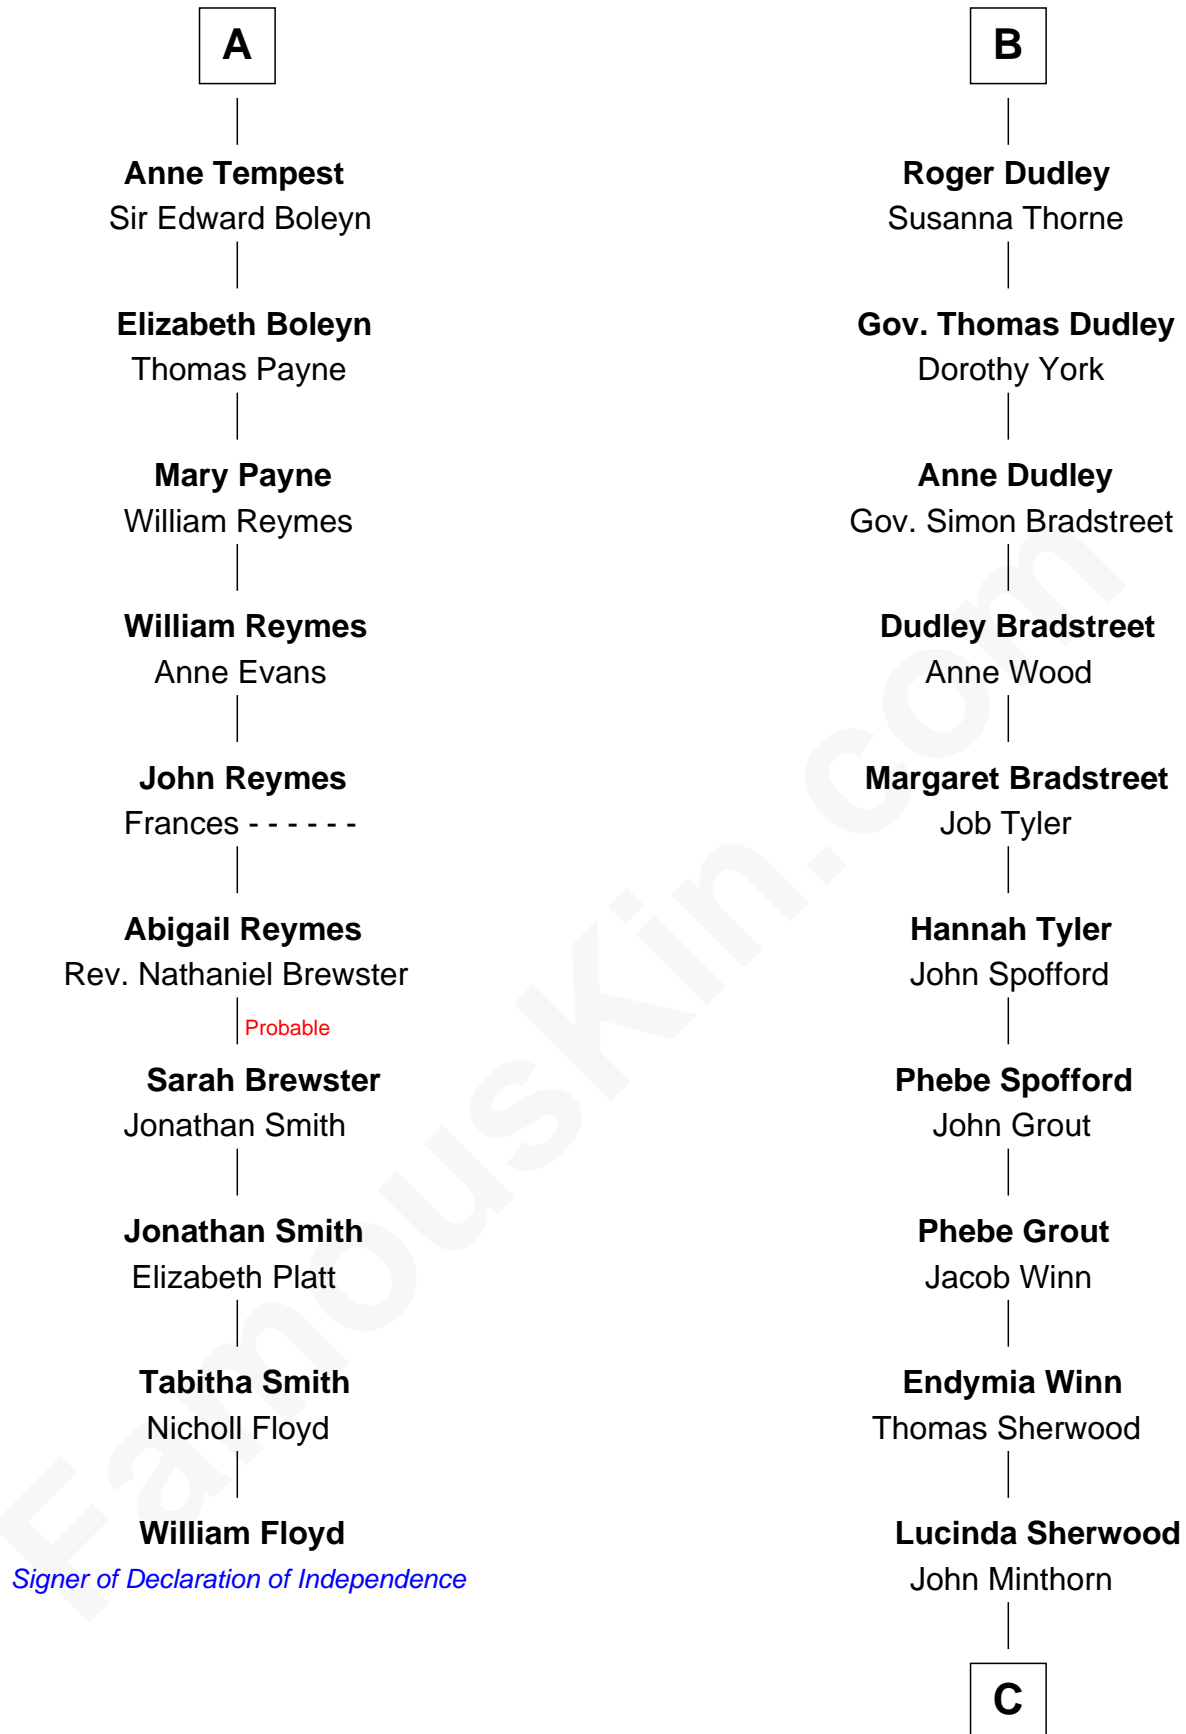 A
Anne Tempest
Sir Edward Boleyn
Elizabeth Boleyn
Thomas Payne
Mary Payne
William Reymes
William Reymes
Anne Evans
John Reymes
Frances - - - - - -
Abigail Reymes
Rev. Nathaniel Brewster
Probable
Sarah Brewster
Jonathan Smith
Jonathan Smith
Elizabeth Platt
Tabitha Smith
Nicholl Floyd
William Floyd
Signer of Declaration of Independence
B
Roger Dudley
Susanna Thorne
Gov. Thomas Dudley
Dorothy York
Anne Dudley
Gov. Simon Bradstreet
Dudley Bradstreet
Anne Wood
Margaret Bradstreet
Job Tyler
Hannah Tyler
John Spofford
Phebe Spofford
John Grout
Phebe Grout
Jacob Winn
Endymia Winn
Thomas Sherwood
Lucinda Sherwood
John Minthorn
C
FamousKin.com